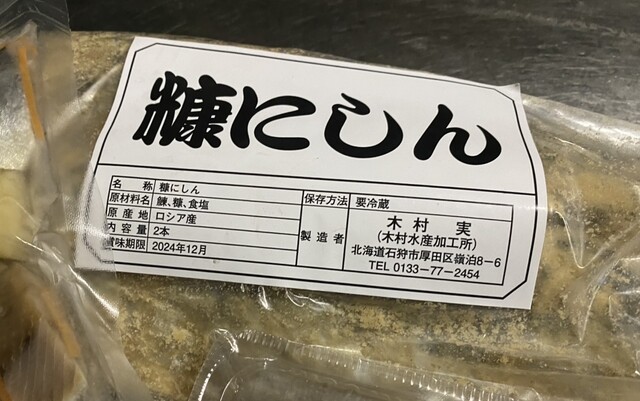 糠にしん
名称 糠にしん
原材料名 鰊、糠、食塩
原産地 ロシア産
内容量 2本
賞味期限 2024年12月
保存方法 要冷蔵
製造者 木村 実
(木村水産加工所)
北海道石狩市厚田区嶺泊8-6
TEL 0133-77-2454